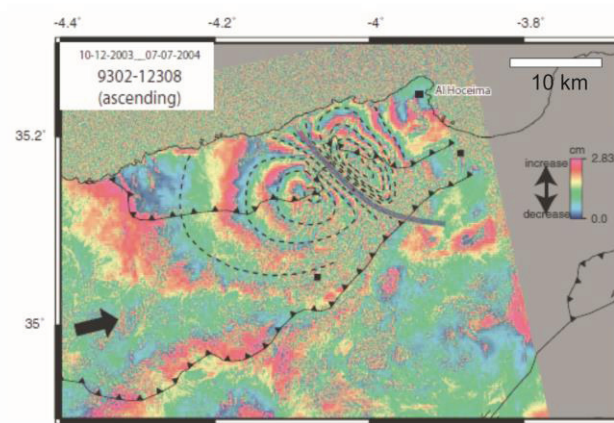 -4.4˚ -4.2˚ -4˚ -3.8˚
10-12-2003__07-07-2004
9302-12308
(ascending)
Al Hoçeima
10 km
35.2˚
cm
2.83
increase
decrease
0.0
35˚